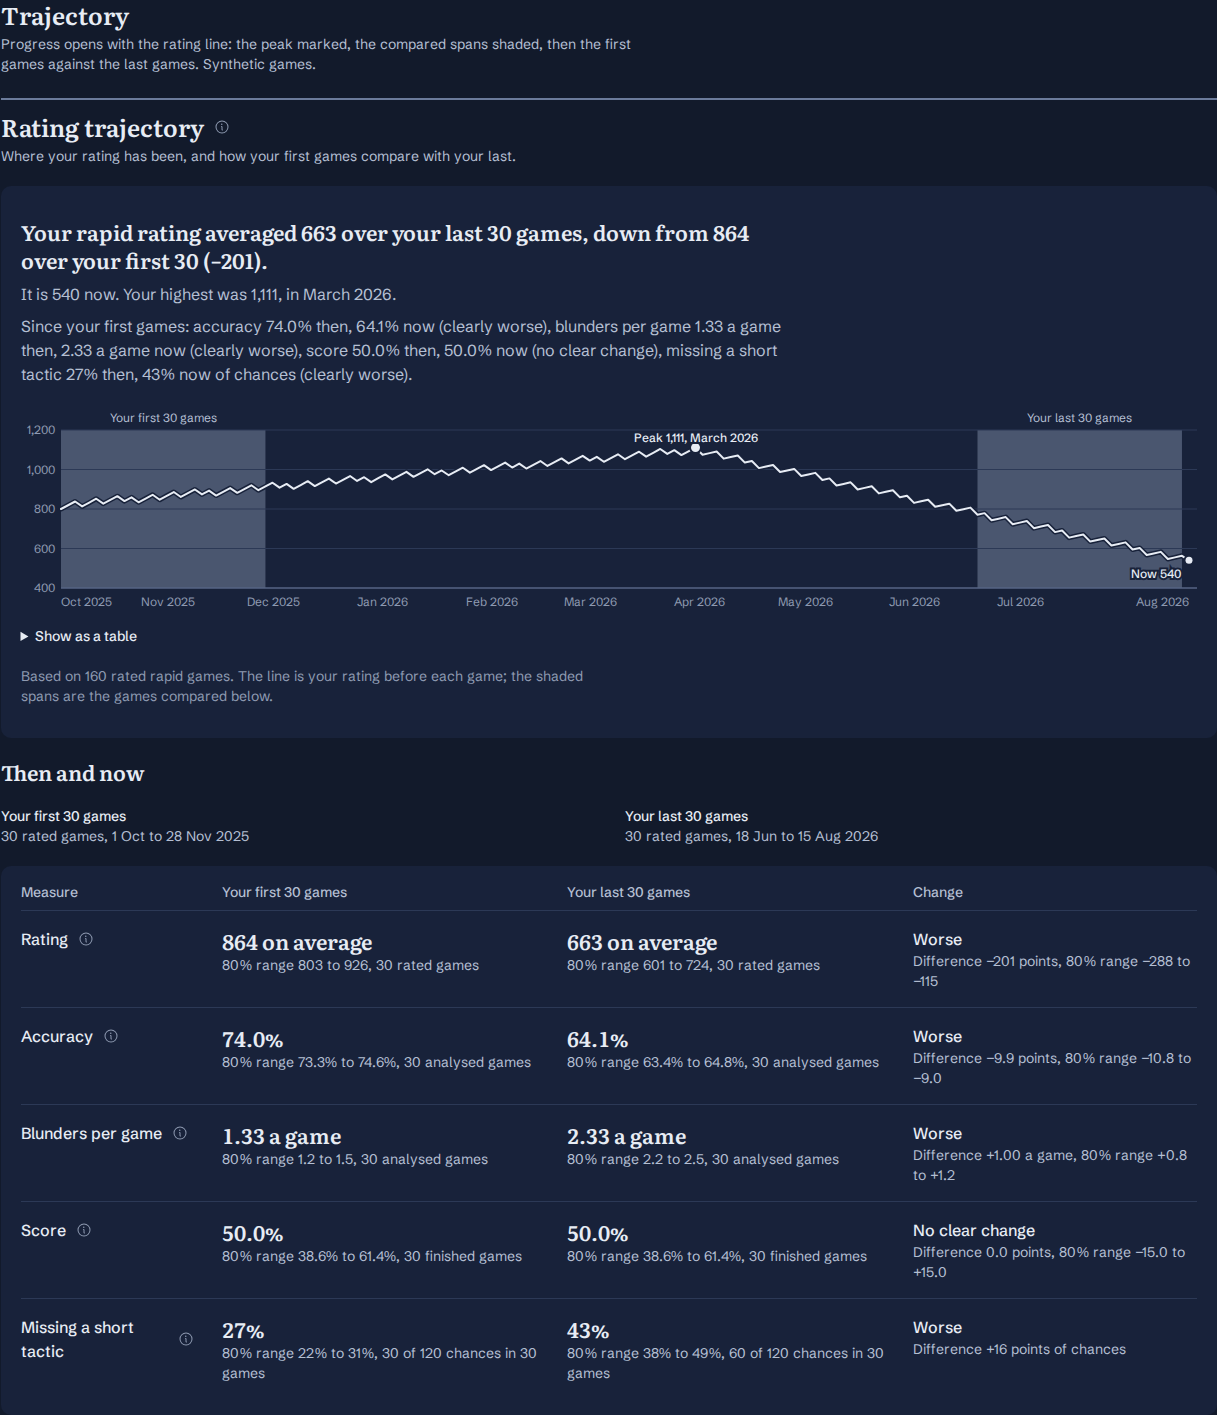 Trajectory
Progress opens with the rating line: the peak marked, the compared spans shaded, then the first
games against the last games. Synthetic games.
Rating trajectory
Where your rating has been, and how your first games compare with your last.
Your rapid rating averaged 663 over your last 30 games, down from 864
over your first 30 (−201).
It is 540 now. Your highest was 1,111, in March 2026.
Since your first games: accuracy 74.0% then, 64.1% now (clearly worse), blunders per game 1.33 a game
then, 2.33 a game now (clearly worse), score 50.0% then, 50.0% now (no clear change), missing a short
tactic 27% then, 43% now of chances (clearly worse).
Your first 30 games
Your last 30 games
1,200
Peak 1,111, March 2026
1,000
800
600
Now 540
400
Oct 2025 Nov 2025 Dec 2025 Jan 2026 Feb 2026 Mar 2026 Apr 2026 May 2026 Jun 2026 Jul 2026 Aug 2026
Show as a table
Based on 160 rated rapid games. The line is your rating before each game; the shaded
spans are the games compared below.
Then and now
Your first 30 games
30 rated games, 1 Oct to 28 Nov 2025
Your last 30 games
30 rated games, 18 Jun to 15 Aug 2026
Measure Your first 30 games Your last 30 games Change
Rating
864 on average
80% range 803 to 926, 30 rated games
663 on average
80% range 601 to 724, 30 rated games
Worse
Difference −201 points, 80% range −288 to
−115
Accuracy
74.0%
80% range 73.3% to 74.6%, 30 analysed games
64.1%
80% range 63.4% to 64.8%, 30 analysed games
Worse
Difference −9.9 points, 80% range −10.8 to
−9.0
Blunders per game
1.33 a game
80% range 1.2 to 1.5, 30 analysed games
2.33 a game
80% range 2.2 to 2.5, 30 analysed games
Worse
Difference +1.00 a game, 80% range +0.8
to +1.2
Score
50.0%
80% range 38.6% to 61.4%, 30 finished games
50.0%
80% range 38.6% to 61.4%, 30 finished games
No clear change
Difference 0.0 points, 80% range −15.0 to
+15.0
Missing a short
tactic
27%
80% range 22% to 31%, 30 of 120 chances in 30
games
43%
80% range 38% to 49%, 60 of 120 chances in 30
games
Worse
Difference +16 points of chances